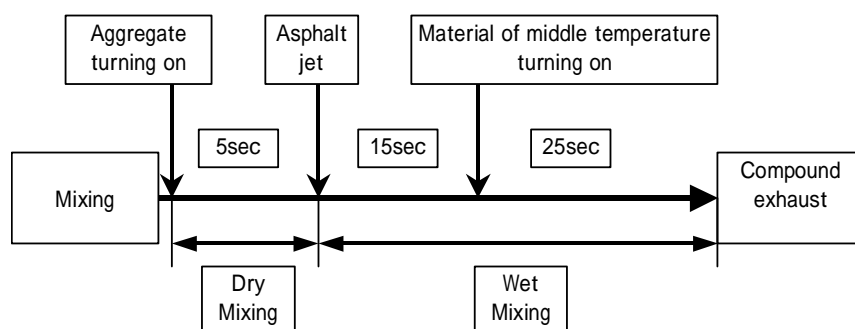 Aggregate
turning on
Asphalt
jet
Material of middle temperature
turning on
5sec
15sec
25sec
Mixing
Compound
exhaust
Dry
Mixing
Wet
Mixing